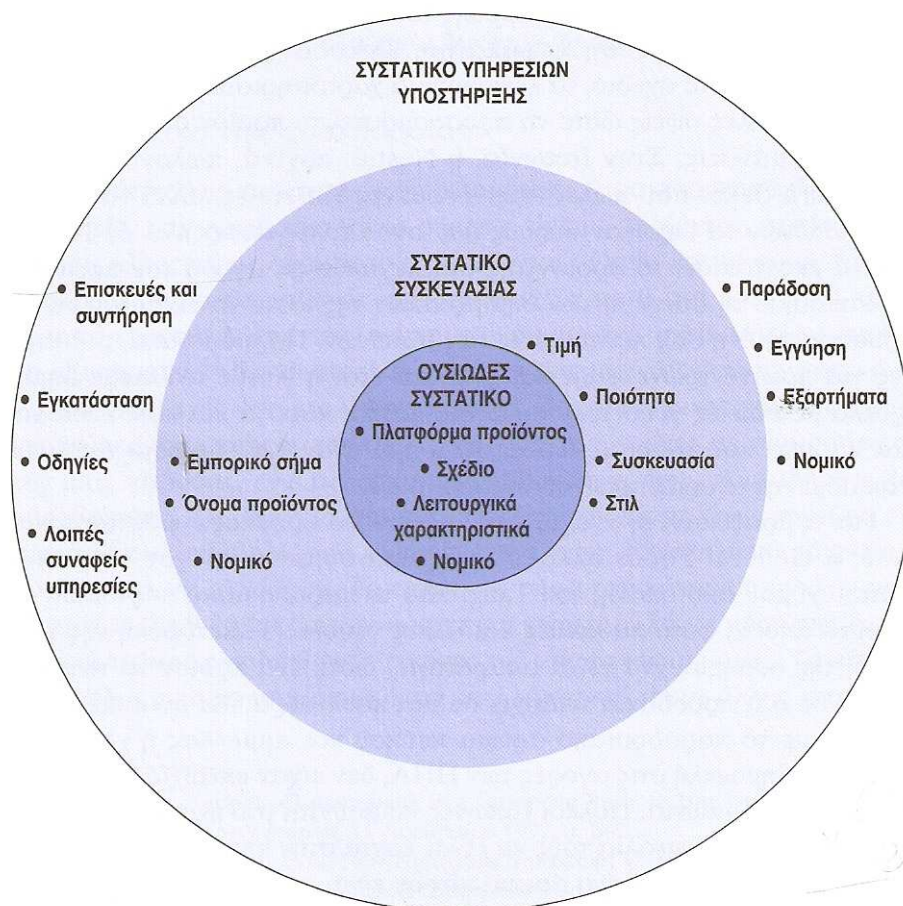 ΣΥΣΤΑΤΙΚΟ ΥΠΗΡΕΣΙΩΝ
ΥΠΟΣΤΗΡΙΞΗΣ
• Επισκευές και
συντήρηση
• Εγκατάσταση
• Οδηγίες
• Λοιπές
συναφείς
υπηρεσίες
• Παράδοση
• Εγγύηση
• Εξαρτήματα
• Νομικό
ΣΥΣΤΑΤΙΚΟ
ΣΥΣΚΕΥΑΣΙΑΣ
• Εμπορικό σήμα
• Όνομα προϊόντος
• Νομικό
• Τιμή
• Ποιότητα
• Συσκευασία
• Στιλ
ΟΥΣΙΩΔΕΣ
ΣΥΣΤΑΤΙΚΟ
• Πλατφόρμα προϊόντος
• Σχέδιο
• Λειτουργικά
χαρακτηριστικά
• Νομικό